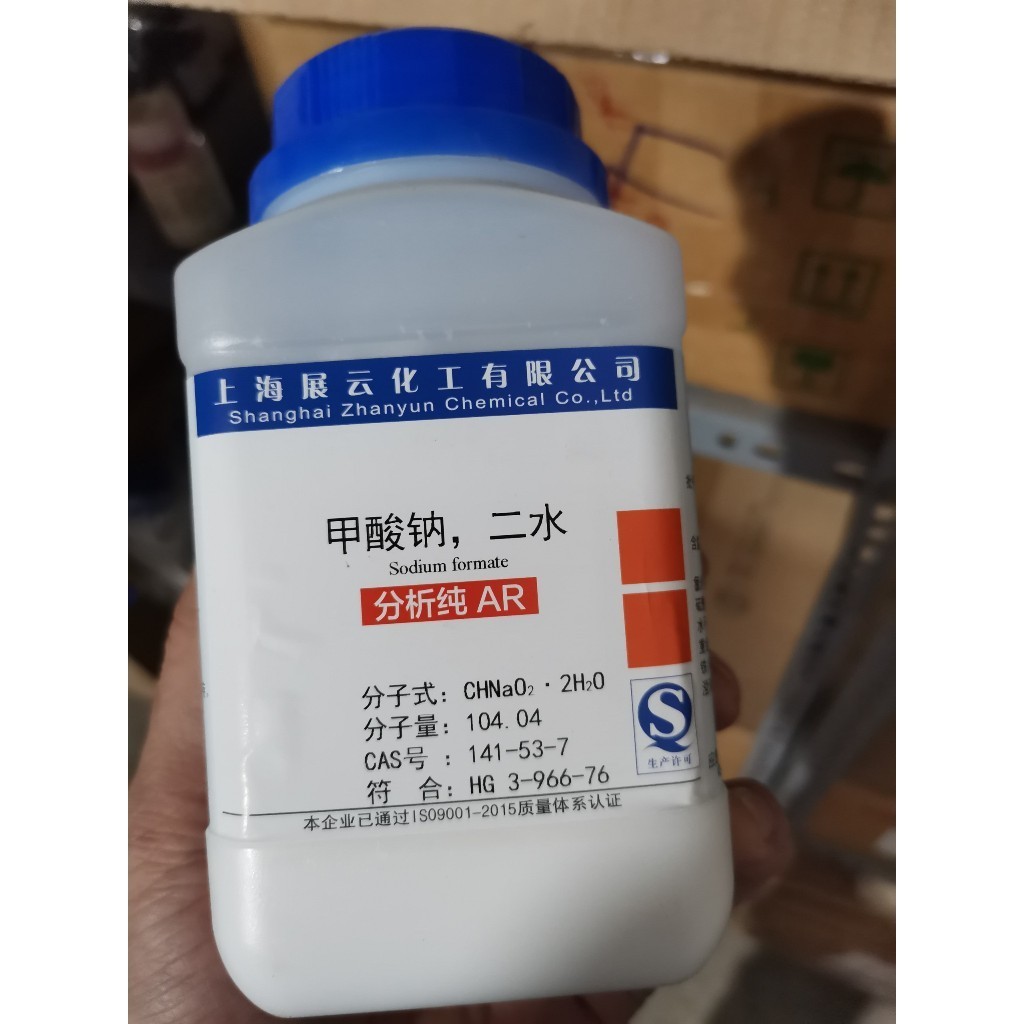 上海展云化工有限公司
Shanghai Zhanyun Chemical Co.,Ltd
甲酸钠，二水
Sodium formate
分析纯 AR
分子式：CHNaO₂·2H₂O
分子量：104.04
CAS号：141-53-7
符 合：HG 3-966-76
QS
生产许可
本企业已通过ISO9001-2015质量体系认证